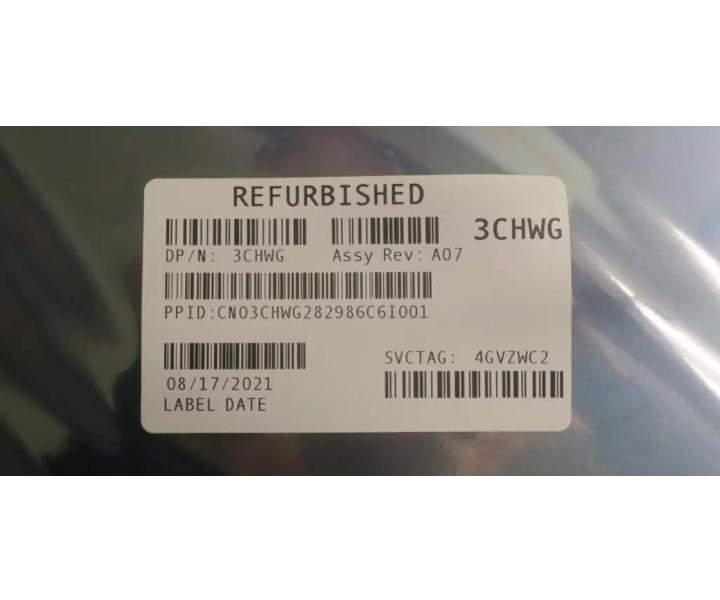 REFURBISHED
3CHWG
DP/N: 3CHWG Assy Rev: A07
PPID:CN03CHWG282986C6I001
SVCTAG: 4GVZWC2
08/17/2021
LABEL DATE